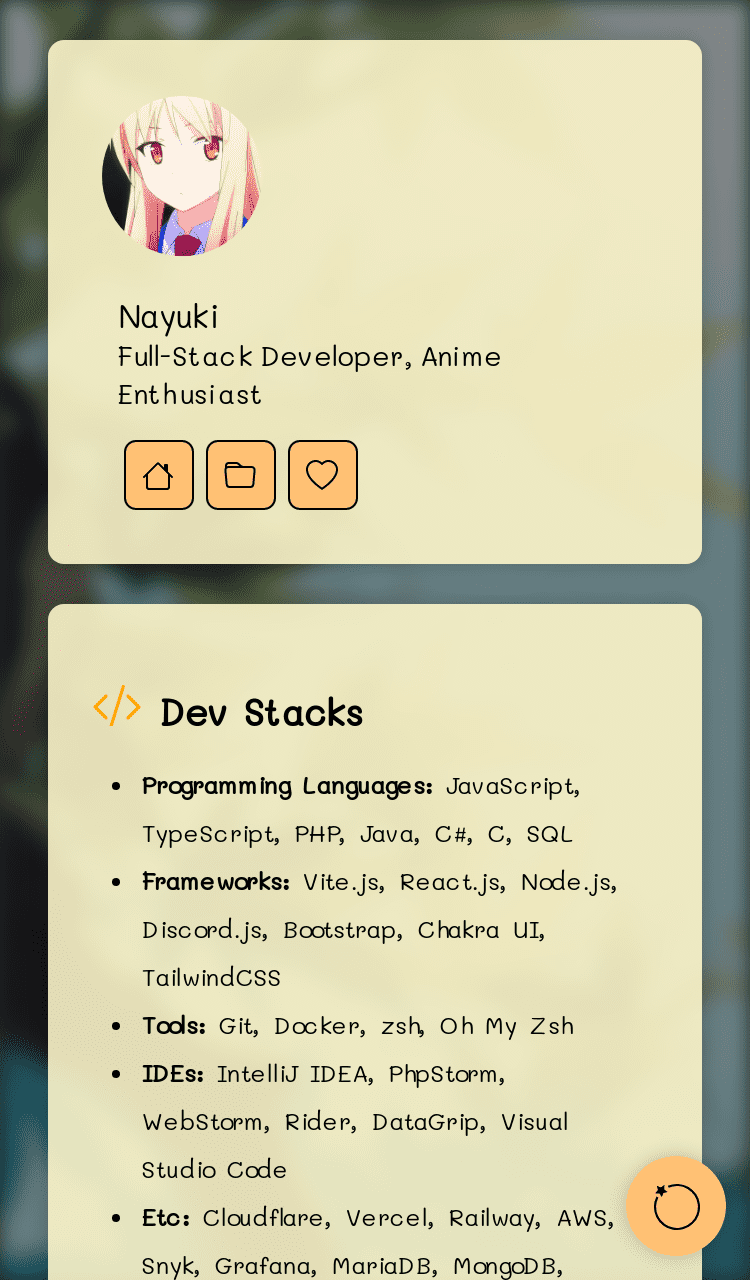 Nayuki
Full-Stack Developer, Anime
Enthusiast
Dev Stacks
Programming Languages: JavaScript,
TypeScript, PHP, Java, C#, C, SQL
Frameworks: Vite.js, React.js, Node.js,
Discord.js, Bootstrap, Chakra UI,
TailwindCSS
Tools: Git, Docker, zsh, Oh My Zsh
IDEs: IntelliJ IDEA, PhpStorm,
WebStorm, Rider, DataGrip, Visual
Studio Code
Etc: Cloudflare, Vercel, Railway, AWS,
Snyk, Grafana, MariaDB, MongoDB,